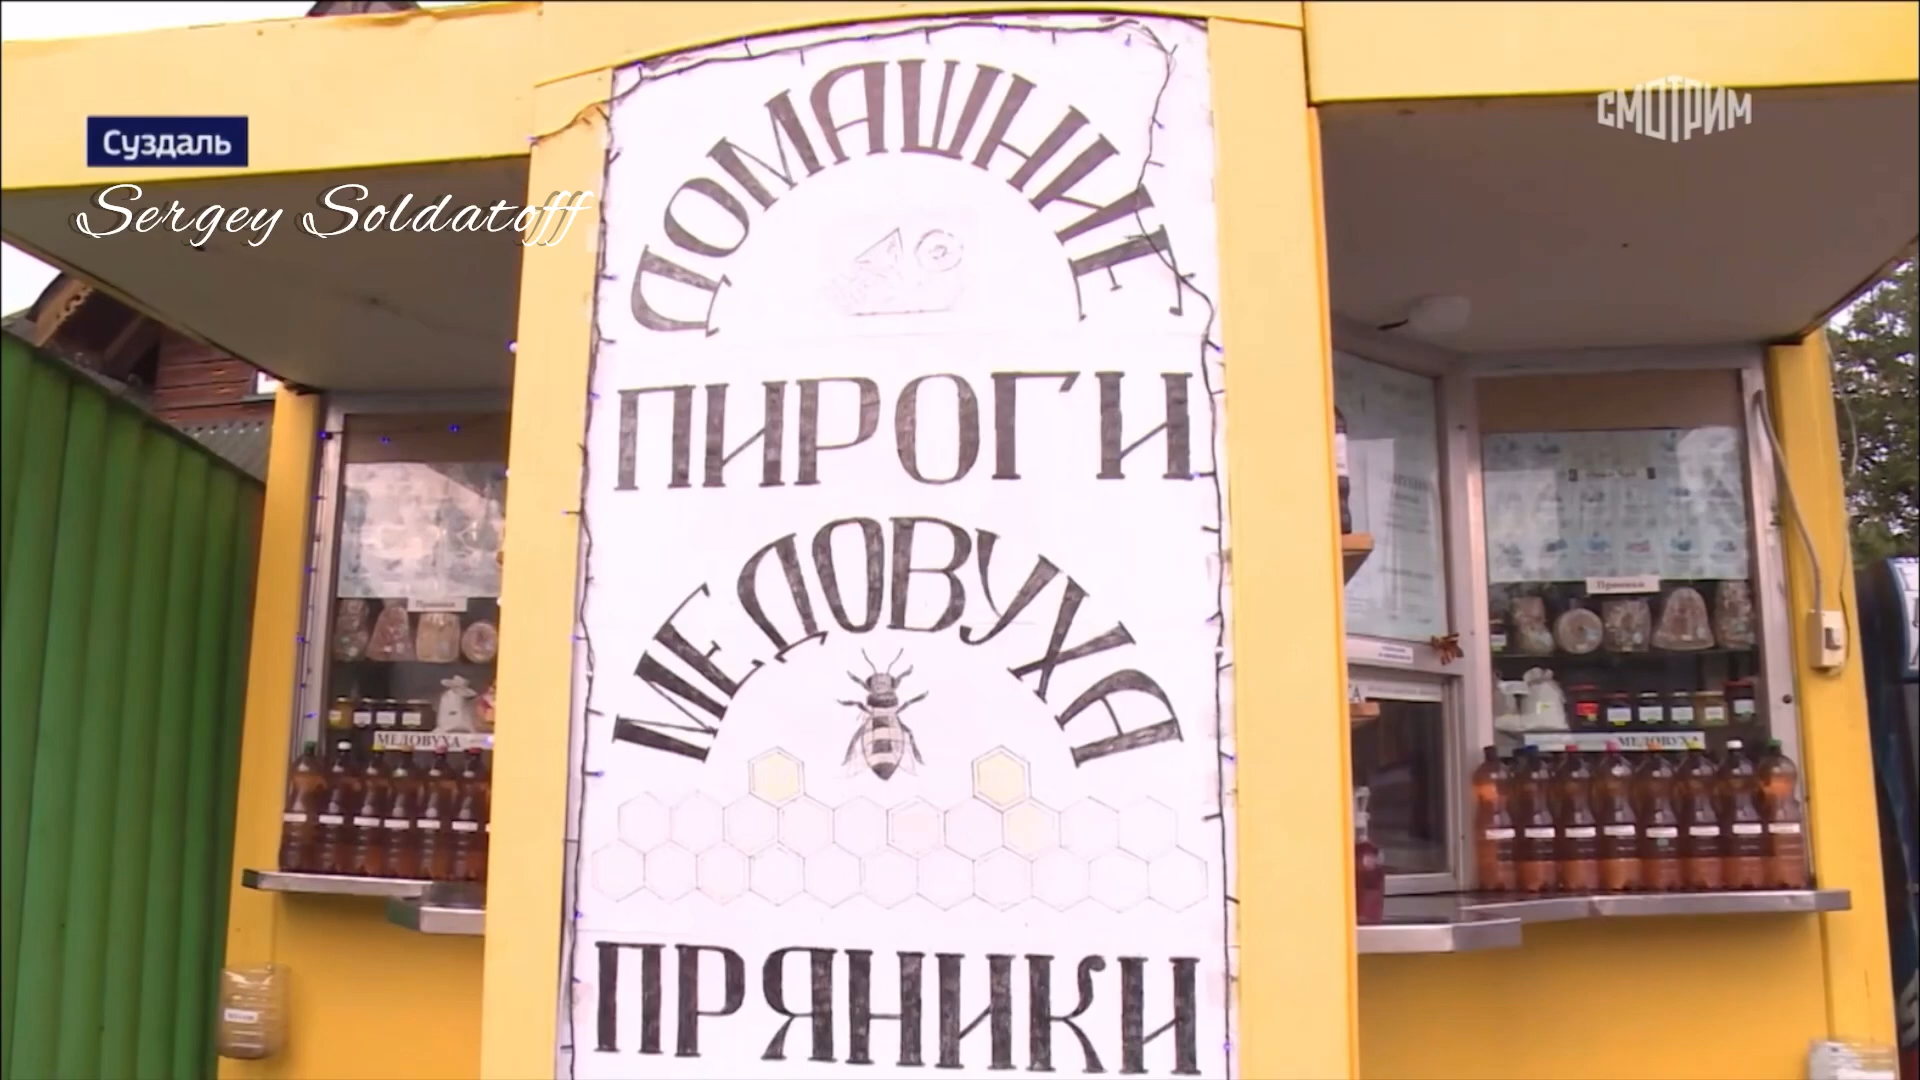 Суздаль
СМОТРИМ
Sergey Soldatoff
ДОМАШНИЕ
ПИРОГИ
МЕДОВУХА
ПРЯНИКИ
Пряники
Пряники
МЕДОВУХА
МЕДОВУХА